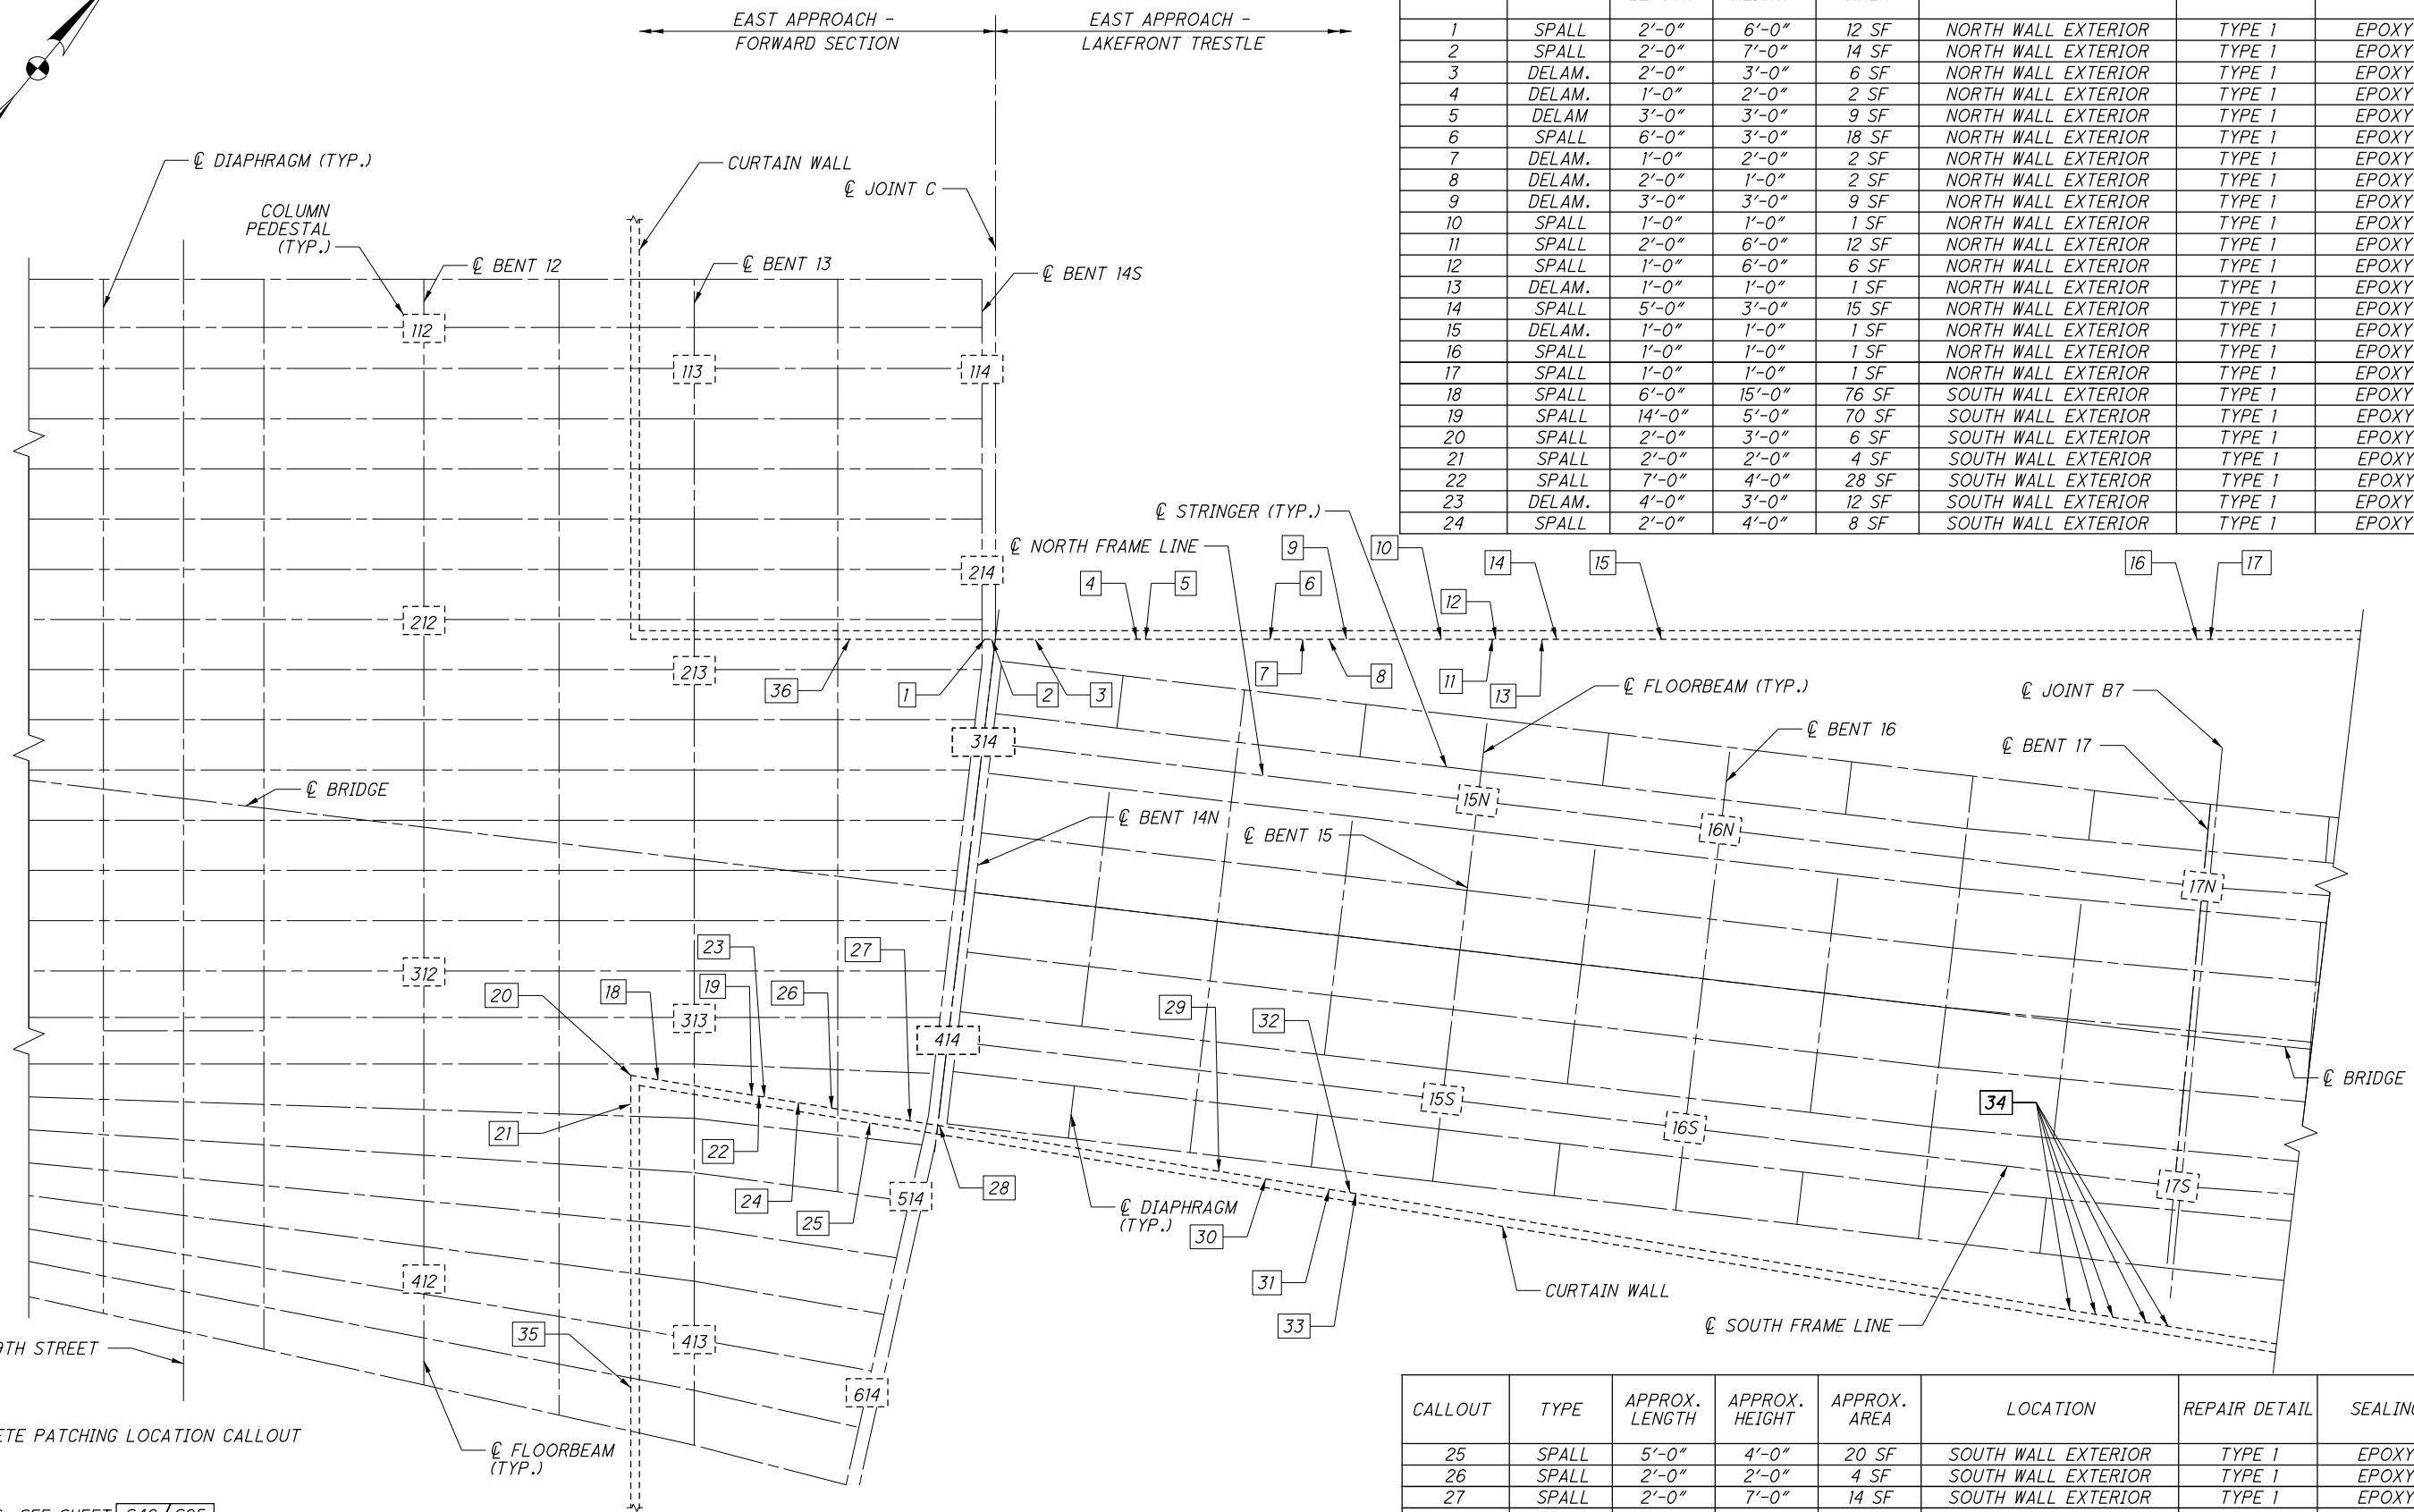 EAST APPROACH -
FORWARD SECTION
EAST APPROACH -
LAKEFRONT TRESTLE
℄ DIAPHRAGM (TYP.)
CURTAIN WALL
℄ JOINT C
COLUMN
PEDESTAL
(TYP.)
℄ BENT 12
℄ BENT 13
℄ BENT 14S
112
113
114
212
213
214
312
313
314
412
413
414
514
614
1 SPALL 2'-0" 6'-0" 12 SF NORTH WALL EXTERIOR TYPE 1 EPOXY
2 SPALL 2'-0" 7'-0" 14 SF NORTH WALL EXTERIOR TYPE 1 EPOXY
3 DELAM. 2'-0" 3'-0" 6 SF NORTH WALL EXTERIOR TYPE 1 EPOXY
4 DELAM. 1'-0" 2'-0" 2 SF NORTH WALL EXTERIOR TYPE 1 EPOXY
5 DELAM 3'-0" 3'-0" 9 SF NORTH WALL EXTERIOR TYPE 1 EPOXY
6 SPALL 6'-0" 3'-0" 18 SF NORTH WALL EXTERIOR TYPE 1 EPOXY
7 DELAM. 1'-0" 2'-0" 2 SF NORTH WALL EXTERIOR TYPE 1 EPOXY
8 DELAM. 2'-0" 1'-0" 2 SF NORTH WALL EXTERIOR TYPE 1 EPOXY
9 DELAM. 3'-0" 3'-0" 9 SF NORTH WALL EXTERIOR TYPE 1 EPOXY
10 SPALL 1'-0" 1'-0" 1 SF NORTH WALL EXTERIOR TYPE 1 EPOXY
11 SPALL 2'-0" 6'-0" 12 SF NORTH WALL EXTERIOR TYPE 1 EPOXY
12 SPALL 1'-0" 6'-0" 6 SF NORTH WALL EXTERIOR TYPE 1 EPOXY
13 DELAM. 1'-0" 1'-0" 1 SF NORTH WALL EXTERIOR TYPE 1 EPOXY
14 SPALL 5'-0" 3'-0" 15 SF NORTH WALL EXTERIOR TYPE 1 EPOXY
15 DELAM. 1'-0" 1'-0" 1 SF NORTH WALL EXTERIOR TYPE 1 EPOXY
16 SPALL 1'-0" 1'-0" 1 SF NORTH WALL EXTERIOR TYPE 1 EPOXY
17 SPALL 1'-0" 1'-0" 1 SF NORTH WALL EXTERIOR TYPE 1 EPOXY
18 SPALL 6'-0" 15'-0" 76 SF SOUTH WALL EXTERIOR TYPE 1 EPOXY
19 SPALL 14'-0" 5'-0" 70 SF SOUTH WALL EXTERIOR TYPE 1 EPOXY
20 SPALL 2'-0" 3'-0" 6 SF SOUTH WALL EXTERIOR TYPE 1 EPOXY
21 SPALL 2'-0" 2'-0" 4 SF SOUTH WALL EXTERIOR TYPE 1 EPOXY
22 SPALL 7'-0" 4'-0" 28 SF SOUTH WALL EXTERIOR TYPE 1 EPOXY
23 DELAM. 4'-0" 3'-0" 12 SF SOUTH WALL EXTERIOR TYPE 1 EPOXY
24 SPALL 2'-0" 4'-0" 8 SF SOUTH WALL EXTERIOR TYPE 1 EPOXY
℄ STRINGER (TYP.)
℄ NORTH FRAME LINE
9
10
14
15
16
17
4
5
6
12
36
1
2
3
7
8
11
13
℄ FLOORBEAM (TYP.)
℄ JOINT B7
℄ BENT 16
℄ BENT 17
℄ BRIDGE
15N
16N
17N
℄ BENT 14N
℄ BENT 15
23
27
20
18
19
26
29
32
21
22
24
25
28
15S
16S
17S
34
℄ BRIDGE
℄ DIAPHRAGM
(TYP.)
30
31
33
CURTAIN WALL
℄ SOUTH FRAME LINE
35
9TH STREET
℄ FLOORBEAM
(TYP.)
ETE PATCHING LOCATION CALLOUT
SEE SHEET
CALLOUT TYPE APPROX. LENGTH APPROX. HEIGHT APPROX. AREA LOCATION REPAIR DETAIL SEALING
25 SPALL 5'-0" 4'-0" 20 SF SOUTH WALL EXTERIOR TYPE 1 EPOXY
26 SPALL 2'-0" 2'-0" 4 SF SOUTH WALL EXTERIOR TYPE 1 EPOXY
27 SPALL 2'-0" 7'-0" 14 SF SOUTH WALL EXTERIOR TYPE 1 EPOXY